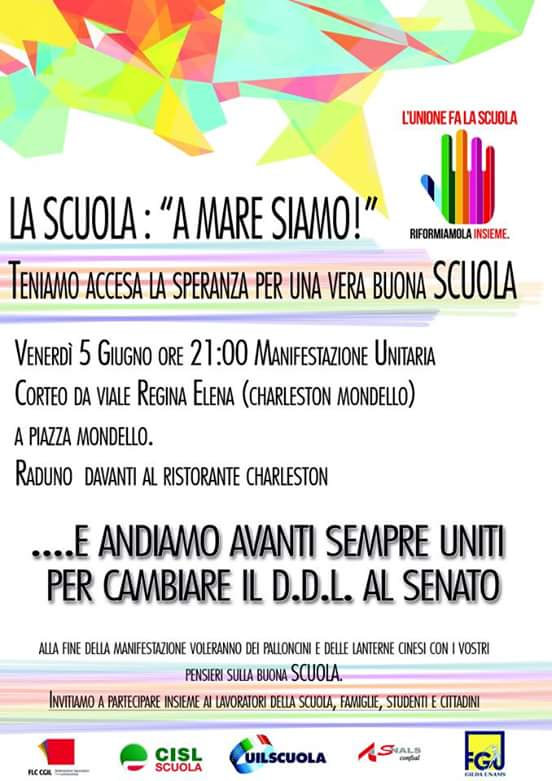 L'UNIONE FA LA SCUOLA
RIFORMIAMOLA INSIEME.
LA SCUOLA : “A MARE SIAMO!”
TENIAMO ACCESA LA SPERANZA PER UNA VERA BUONA SCUOLA
VENERDÌ 5 GIUGNO ORE 21:00 MANIFESTAZIONE UNITARIA
CORTEO DA VIALE REGINA ELENA (CHARLESTON MONDELLO)
A PIAZZA MONDELLO.
RADUNO DAVANTI AL RISTORANTE CHARLESTON
....E ANDIAMO AVANTI SEMPRE UNITI
PER CAMBIARE IL D.D.L. AL SENATO
ALLA FINE DELLA MANIFESTAZIONE VOLERANNO DEI PALLONCINI E DELLE LANTERNE CINESI CON I VOSTRI
PENSIERI SULLA BUONA SCUOLA.
INVITIAMO A PARTECIPARE INSIEME AI LAVORATORI DELLA SCUOLA, FAMIGLIE, STUDENTI E CITTADINI
FLC CGIL
CISL
SCUOLA
UILSCUOLA
SNALS
confsal
FGU
GILDA UNAMS